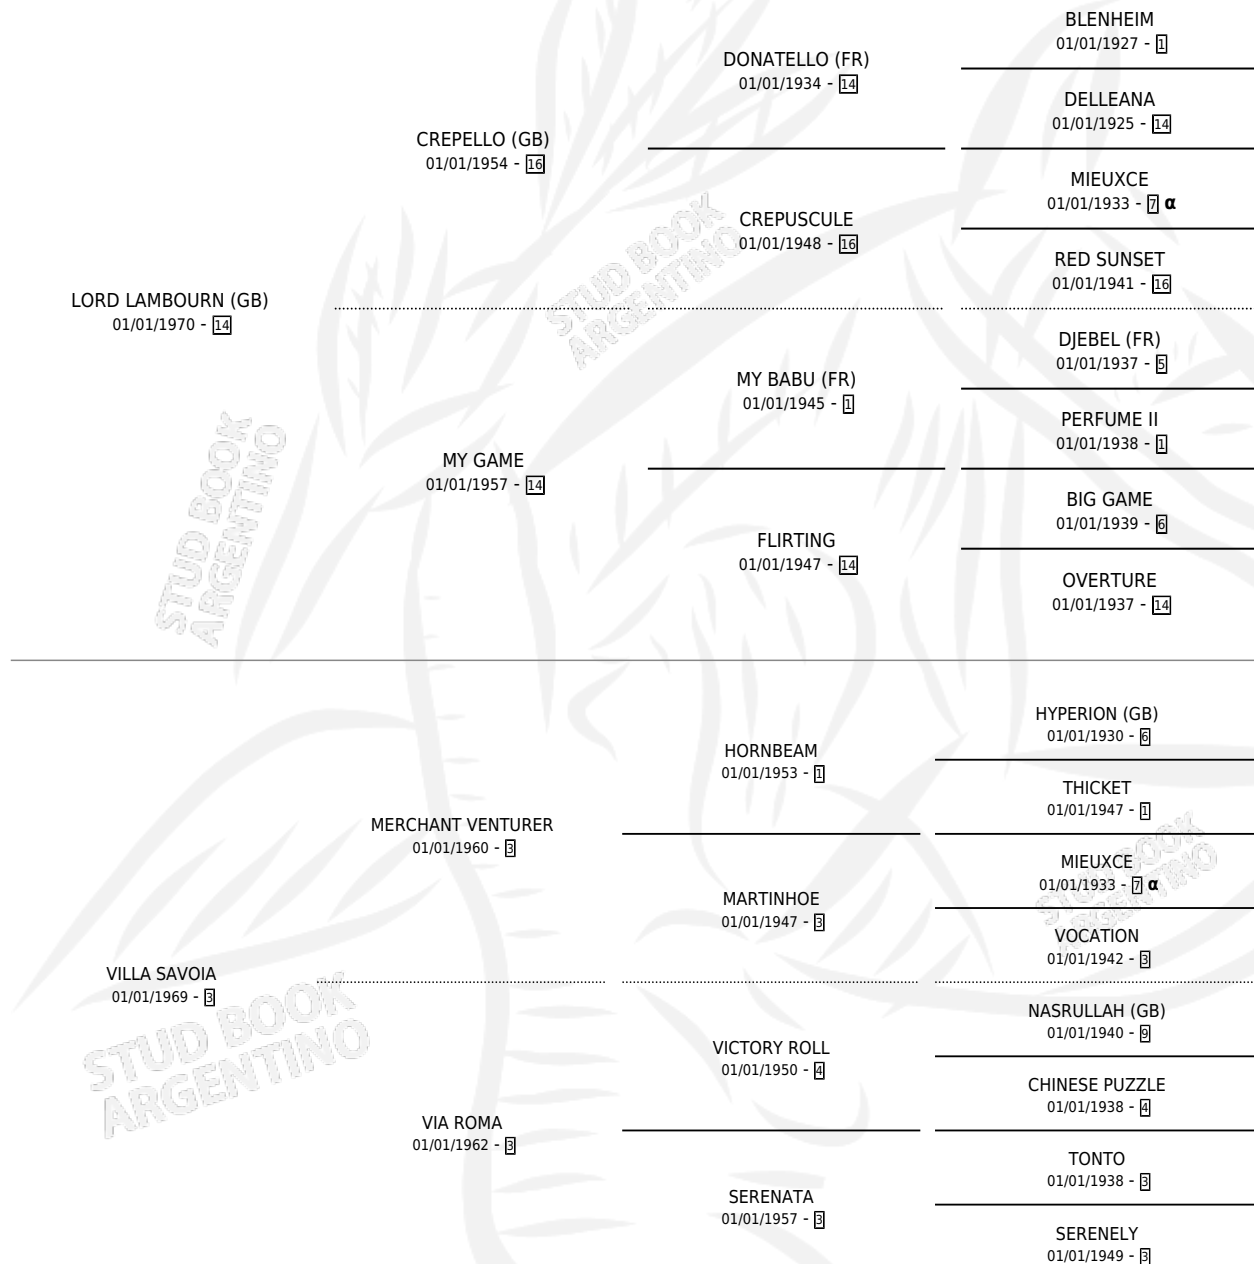 BLENHEIM
01/01/1927 - 1
DONATELLO (FR)
01/01/1934 - 14
DELLEANA
01/01/1925 - 14
CREPELLO (GB)
01/01/1954 - 16
MIEUXCE
01/01/1933 - 7 α
CREPUSCULE
01/01/1948 - 16
RED SUNSET
01/01/1941 - 16
LORD LAMBOURN (GB)
01/01/1970 - 14
DJEBEL (FR)
01/01/1937 - 5
MY BABU (FR)
01/01/1945 - 1
PERFUME II
01/01/1938 - 1
MY GAME
01/01/1957 - 14
BIG GAME
01/01/1939 - 6
FLIRTING
01/01/1947 - 14
OVERTURE
01/01/1937 - 14
HYPERION (GB)
01/01/1930 - 6
HORNBEAM
01/01/1953 - 1
THICKET
01/01/1947 - 1
MERCHANT VENTURER
01/01/1960 - 3
MIEUXCE
01/01/1933 - 7 α
MARTINHOE
01/01/1947 - 3
VOCATION
01/01/1942 - 3
VILLA SAVOIA
01/01/1969 - 3
NASRULLAH (GB)
01/01/1940 - 9
VICTORY ROLL
01/01/1950 - 4
CHINESE PUZZLE
01/01/1938 - 4
VIA ROMA
01/01/1962 - 3
TONTO
01/01/1938 - 3
SERENATA
01/01/1957 - 3
SERENELY
01/01/1949 - 3
STUD BOOK
ARGENTINO
STUD BOOK
ARGENTINO
STUD BOOK
ARGENTINO
STUD BOOK
ARGENTINO